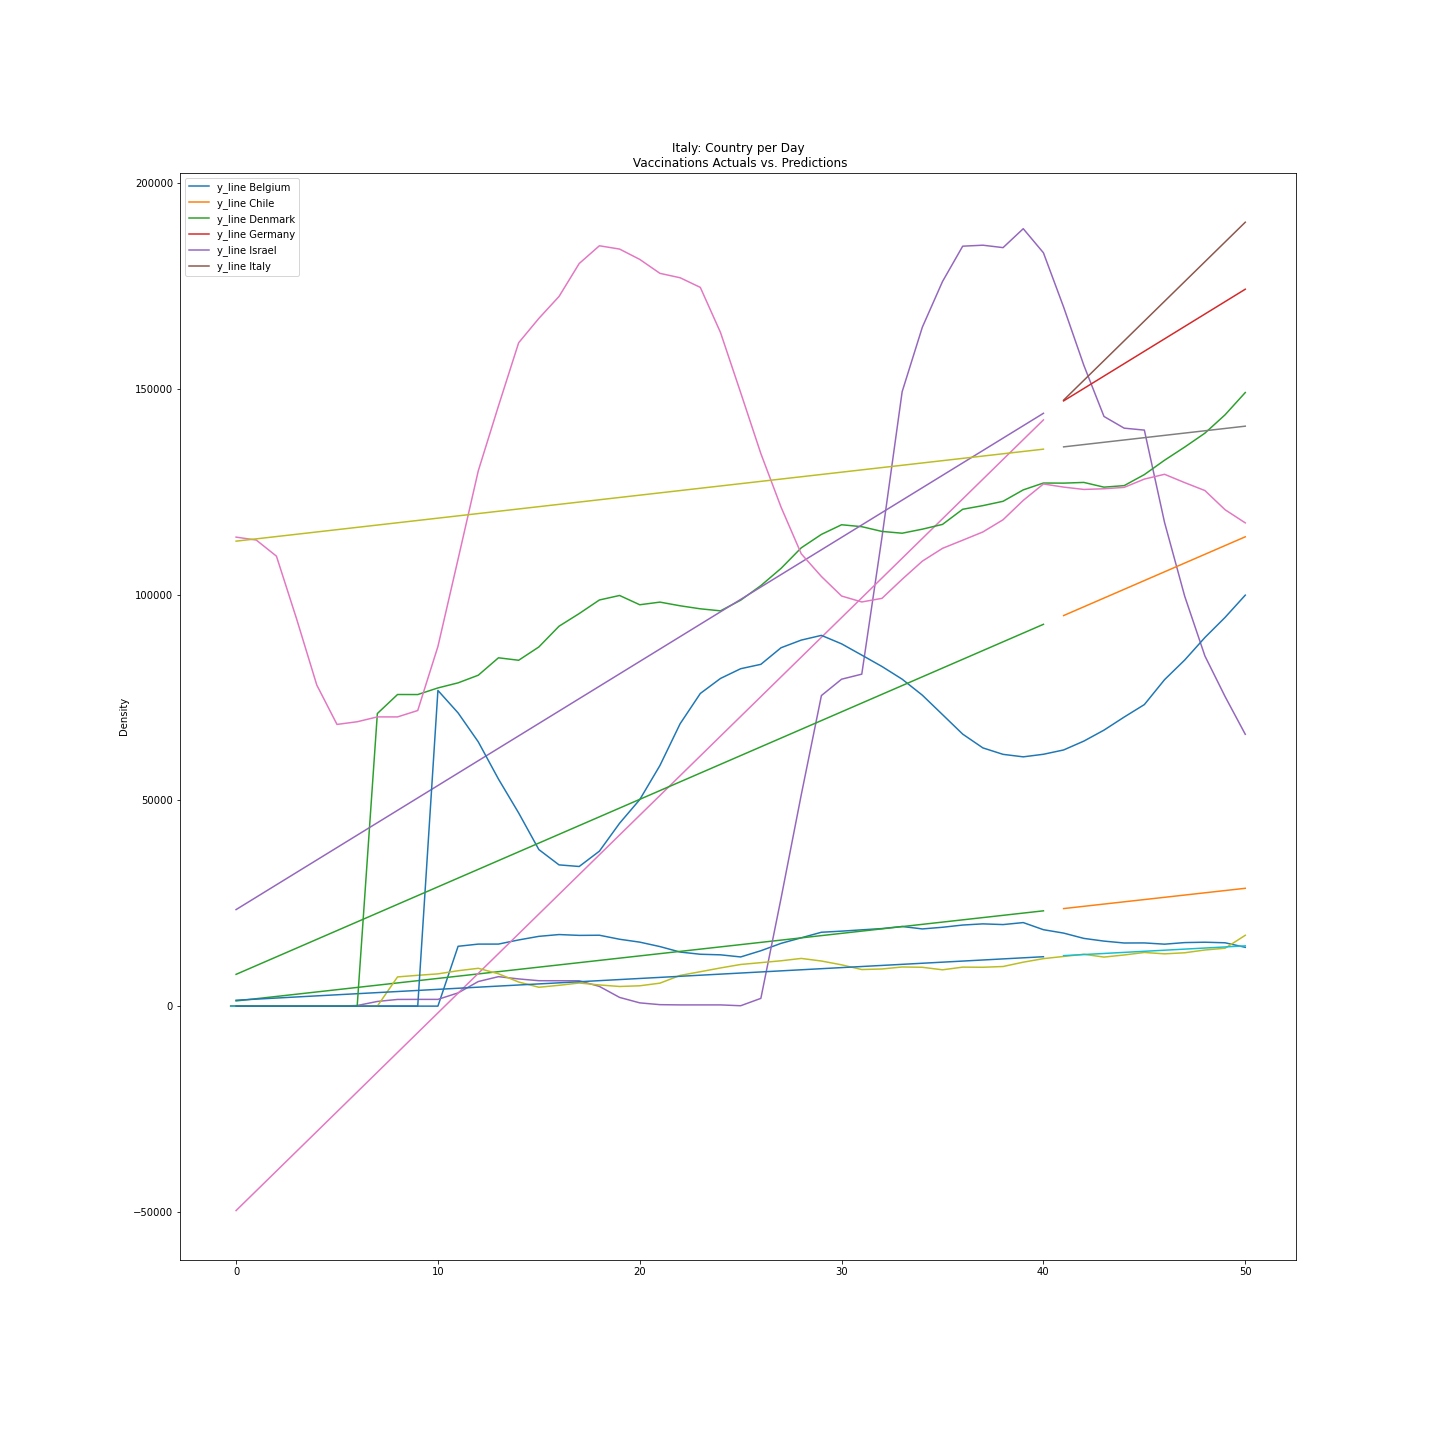 Italy: Country per Day
Vaccinations Actuals vs. Predictions
200000
y_line Belgium
y_line Chile
y_line Denmark
y_line Germany
y_line Israel
y_line Italy
150000
100000
Density
50000
0
−50000
0 10 20 30 40 50